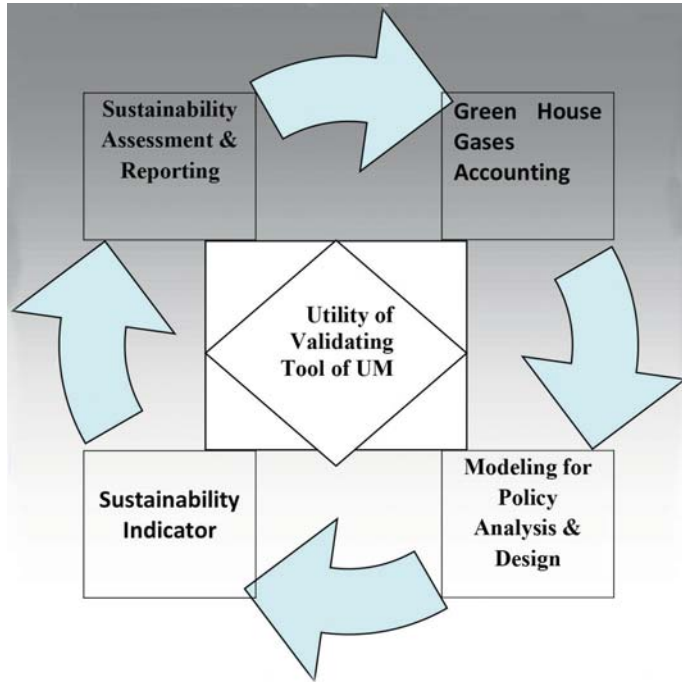 Sustainability
Assessment &
Reporting
Green House
Gases
Accounting
Utility of
Validating
Tool of UM
Sustainability
Indicator
Modeling for
Policy
Analysis &
Design